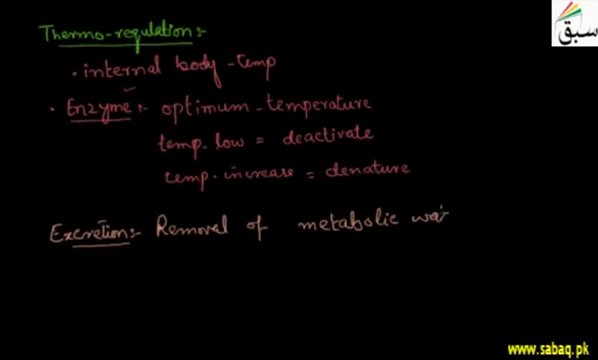 سبق
Thermo-regulation:-
. internal body-temp
. Enzyme:- optimum-temperature
temp. low = deactivate
temp. increase = denature
Excretion:- Removal of metabolic wa
www.sabaq.pk